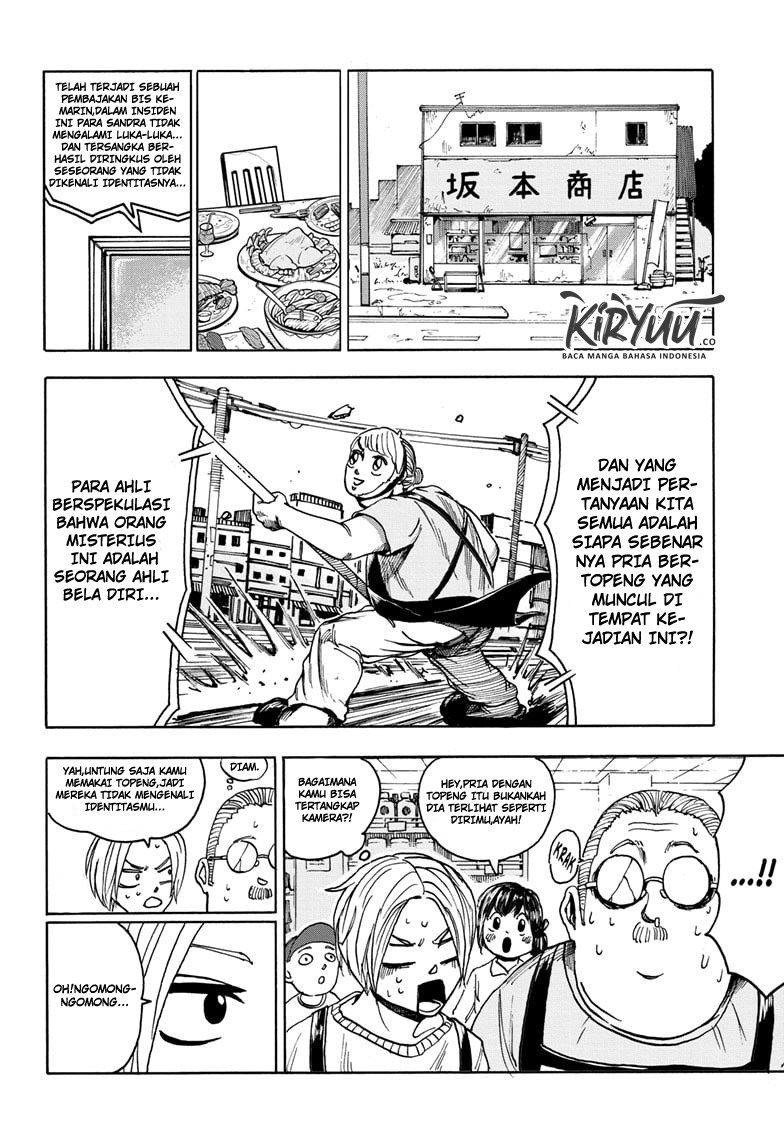 坂本商店
KIRYUU.CO
BACA MANGA BAHASA INDONESIA
TELAH TERJADI SEBUAH
PEMBAJAKAN BIS KE-
MARIN,DALAM INSIDEN
INI PARA SANDRA TIDAK
MENGALAMI LUKA-LUKA...
DAN TERSANGKA BER-
HASIL DIRINGKUS OLEH
SESEORANG YANG TIDAK
DIKENALI IDENTITASNYA...
DAN YANG
MENJADI PER-
TANYAAN KITA
SEMUA ADALAH
SIAPA SEBENAR
NYA PRIA BER-
TOPENG YANG
MUNCUL DI
TEMPAT KE-
JADIAN INI?!
PARA AHLI
BERSPEKULASI
BAHWA ORANG
MISTERIUS
INI ADALAH
SEORANG AHLI
BELA DIRI...
HEY,PRIA DENGAN
TOPENG ITU BUKANKAH
DIA TERLIHAT SEPERTI
DIRIMU,AYAH!
KRAK
...!!
BAGAIMANA
KAMU BISA
TERTANGKAP
KAMERA?!
DIAM.
YAH,UNTUNG SAJA KAMU
MEMAKAI TOPENG,JADI
MEREKA TIDAK MENGENALI
IDENTITASMU...
OH!NGOMONG-
NGOMONG...